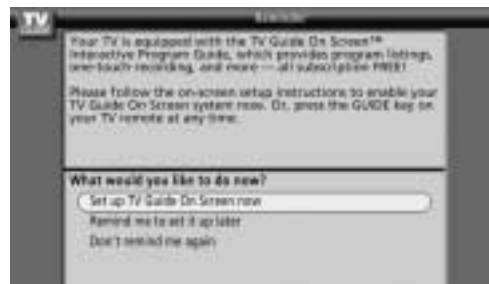 TV
Reminder
Your TV is equipped with the TV Guide On Screen™
Interactive Program Guide, which provides program listings,
one-touch recording, and more — all subscription FREE!
Please follow the on-screen setup instructions to enable your
TV Guide On Screen system now. Or, press the GUIDE key on
your TV remote at any time.
What would you like to do now?
Set up TV Guide On Screen now
Remind me to set it up later
Don't remind me again